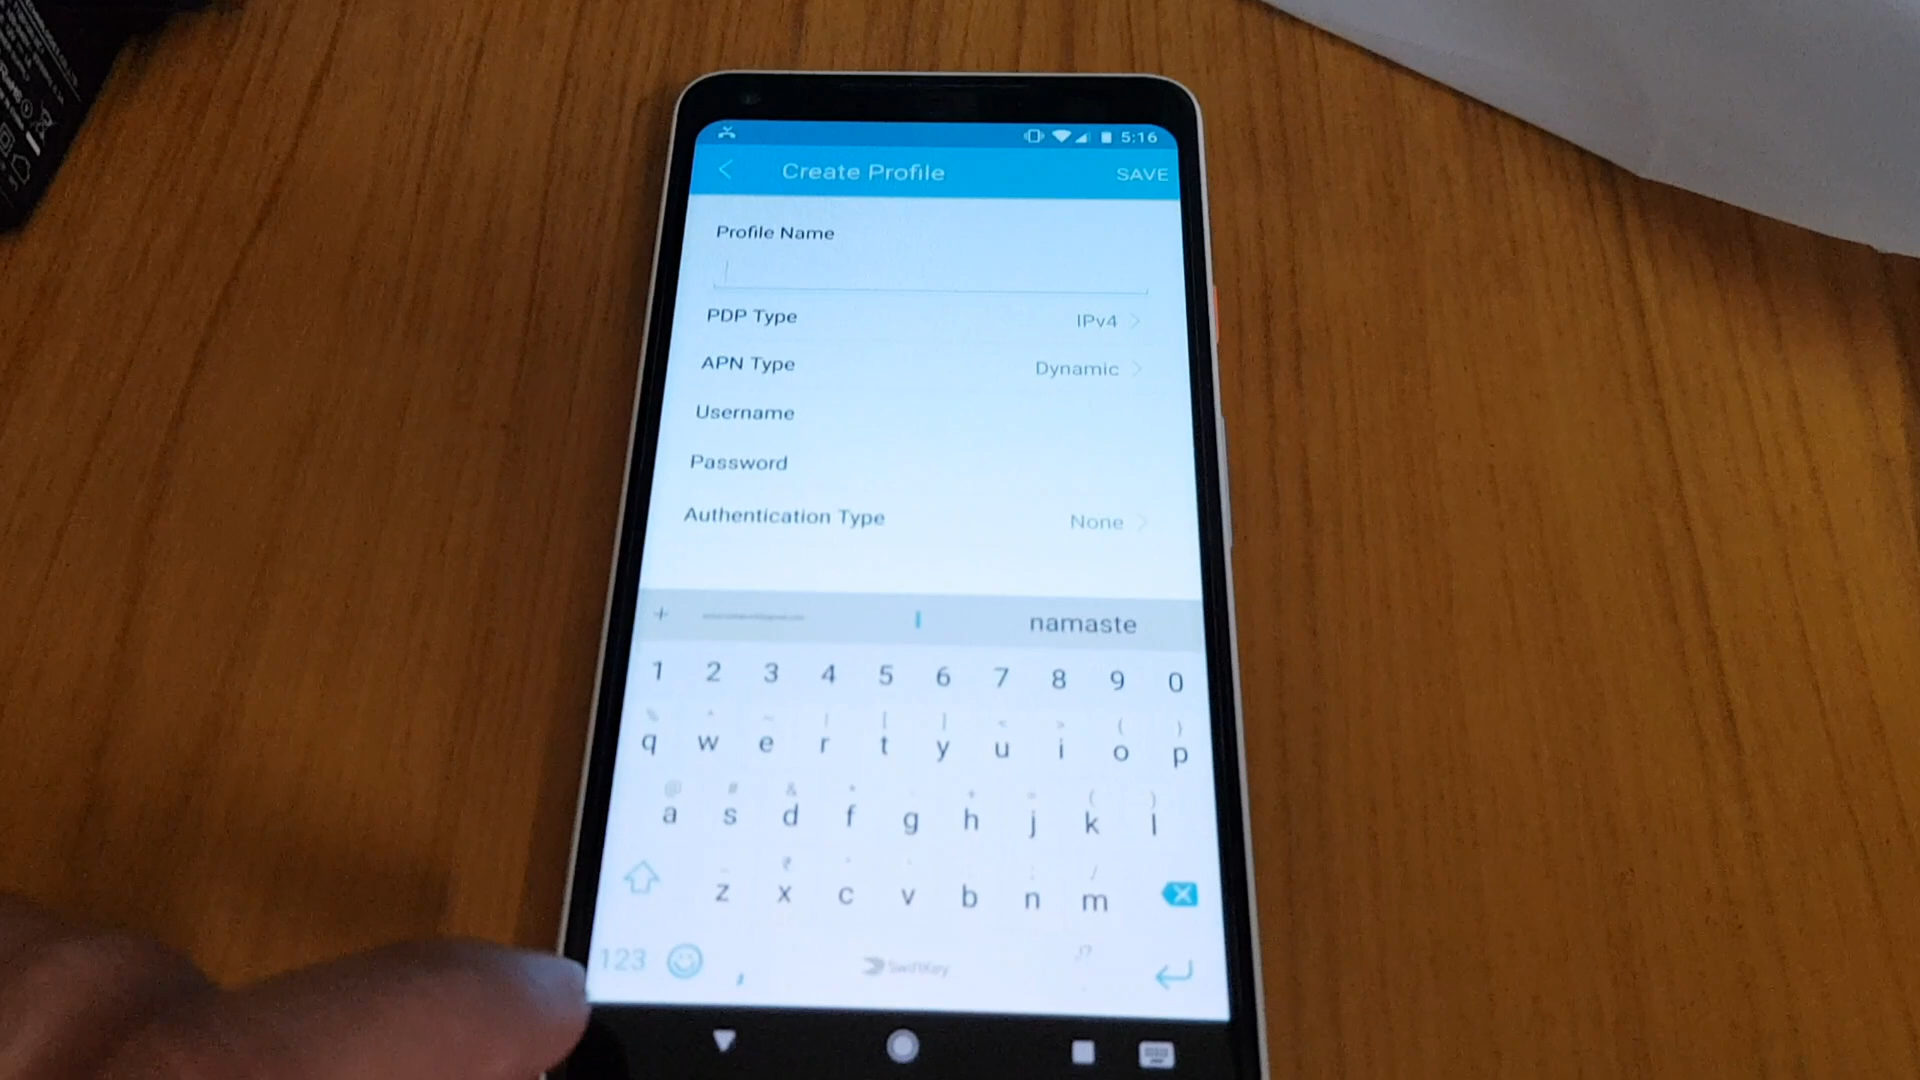 5:16
Create Profile SAVE
Profile Name
PDP Type IPv4
APN Type Dynamic
Username
Password
Authentication Type None
+ I namaste
1 2 3 4 5 6 7 8 9 0
q w e r t y u i o p
a s d f g h j k l
z x c v b n m
123 , SwiftKey